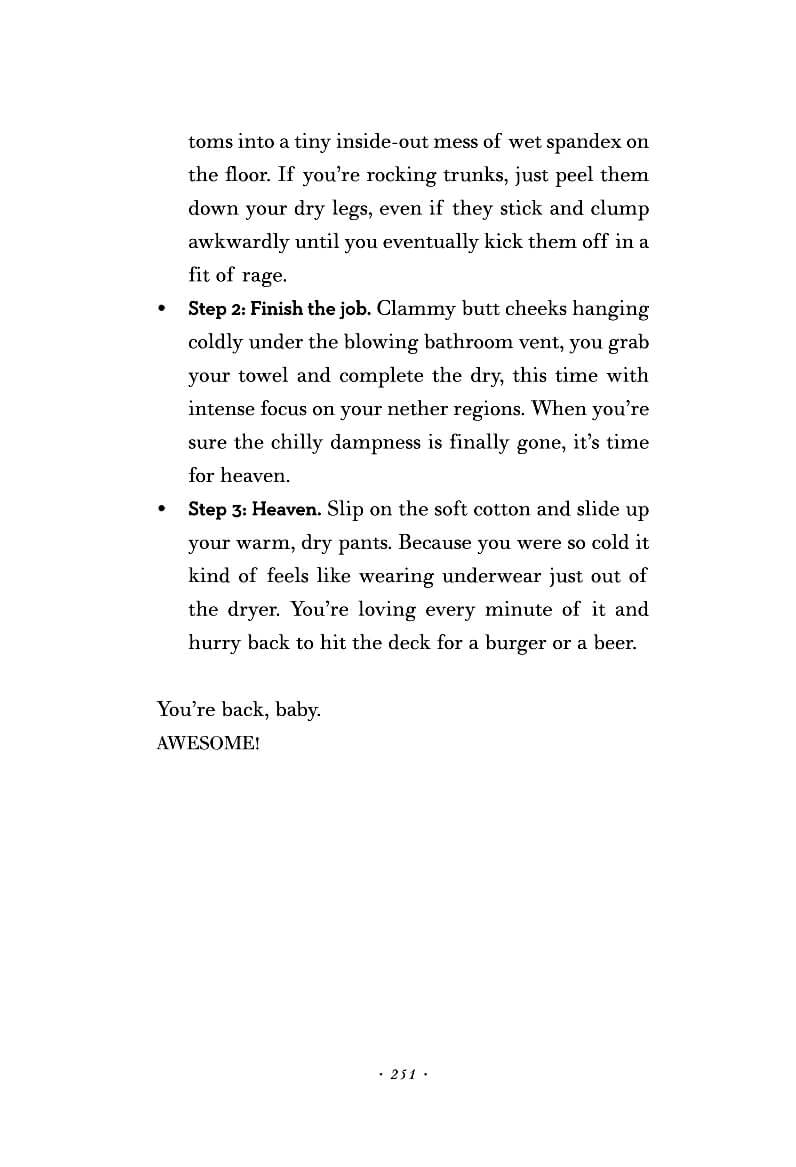 toms into a tiny inside-out mess of wet spandex on
the floor. If you’re rocking trunks, just peel them
down your dry legs, even if they stick and clump
awkwardly until you eventually kick them off in a
fit of rage.
• Step 2: Finish the job. Clammy butt cheeks hanging
coldly under the blowing bathroom vent, you grab
your towel and complete the dry, this time with
intense focus on your nether regions. When you’re
sure the chilly dampness is finally gone, it’s time
for heaven.
• Step 3: Heaven. Slip on the soft cotton and slide up
your warm, dry pants. Because you were so cold it
kind of feels like wearing underwear just out of
the dryer. You’re loving every minute of it and
hurry back to hit the deck for a burger or a beer.
You’re back, baby.
AWESOME!
· 251 ·